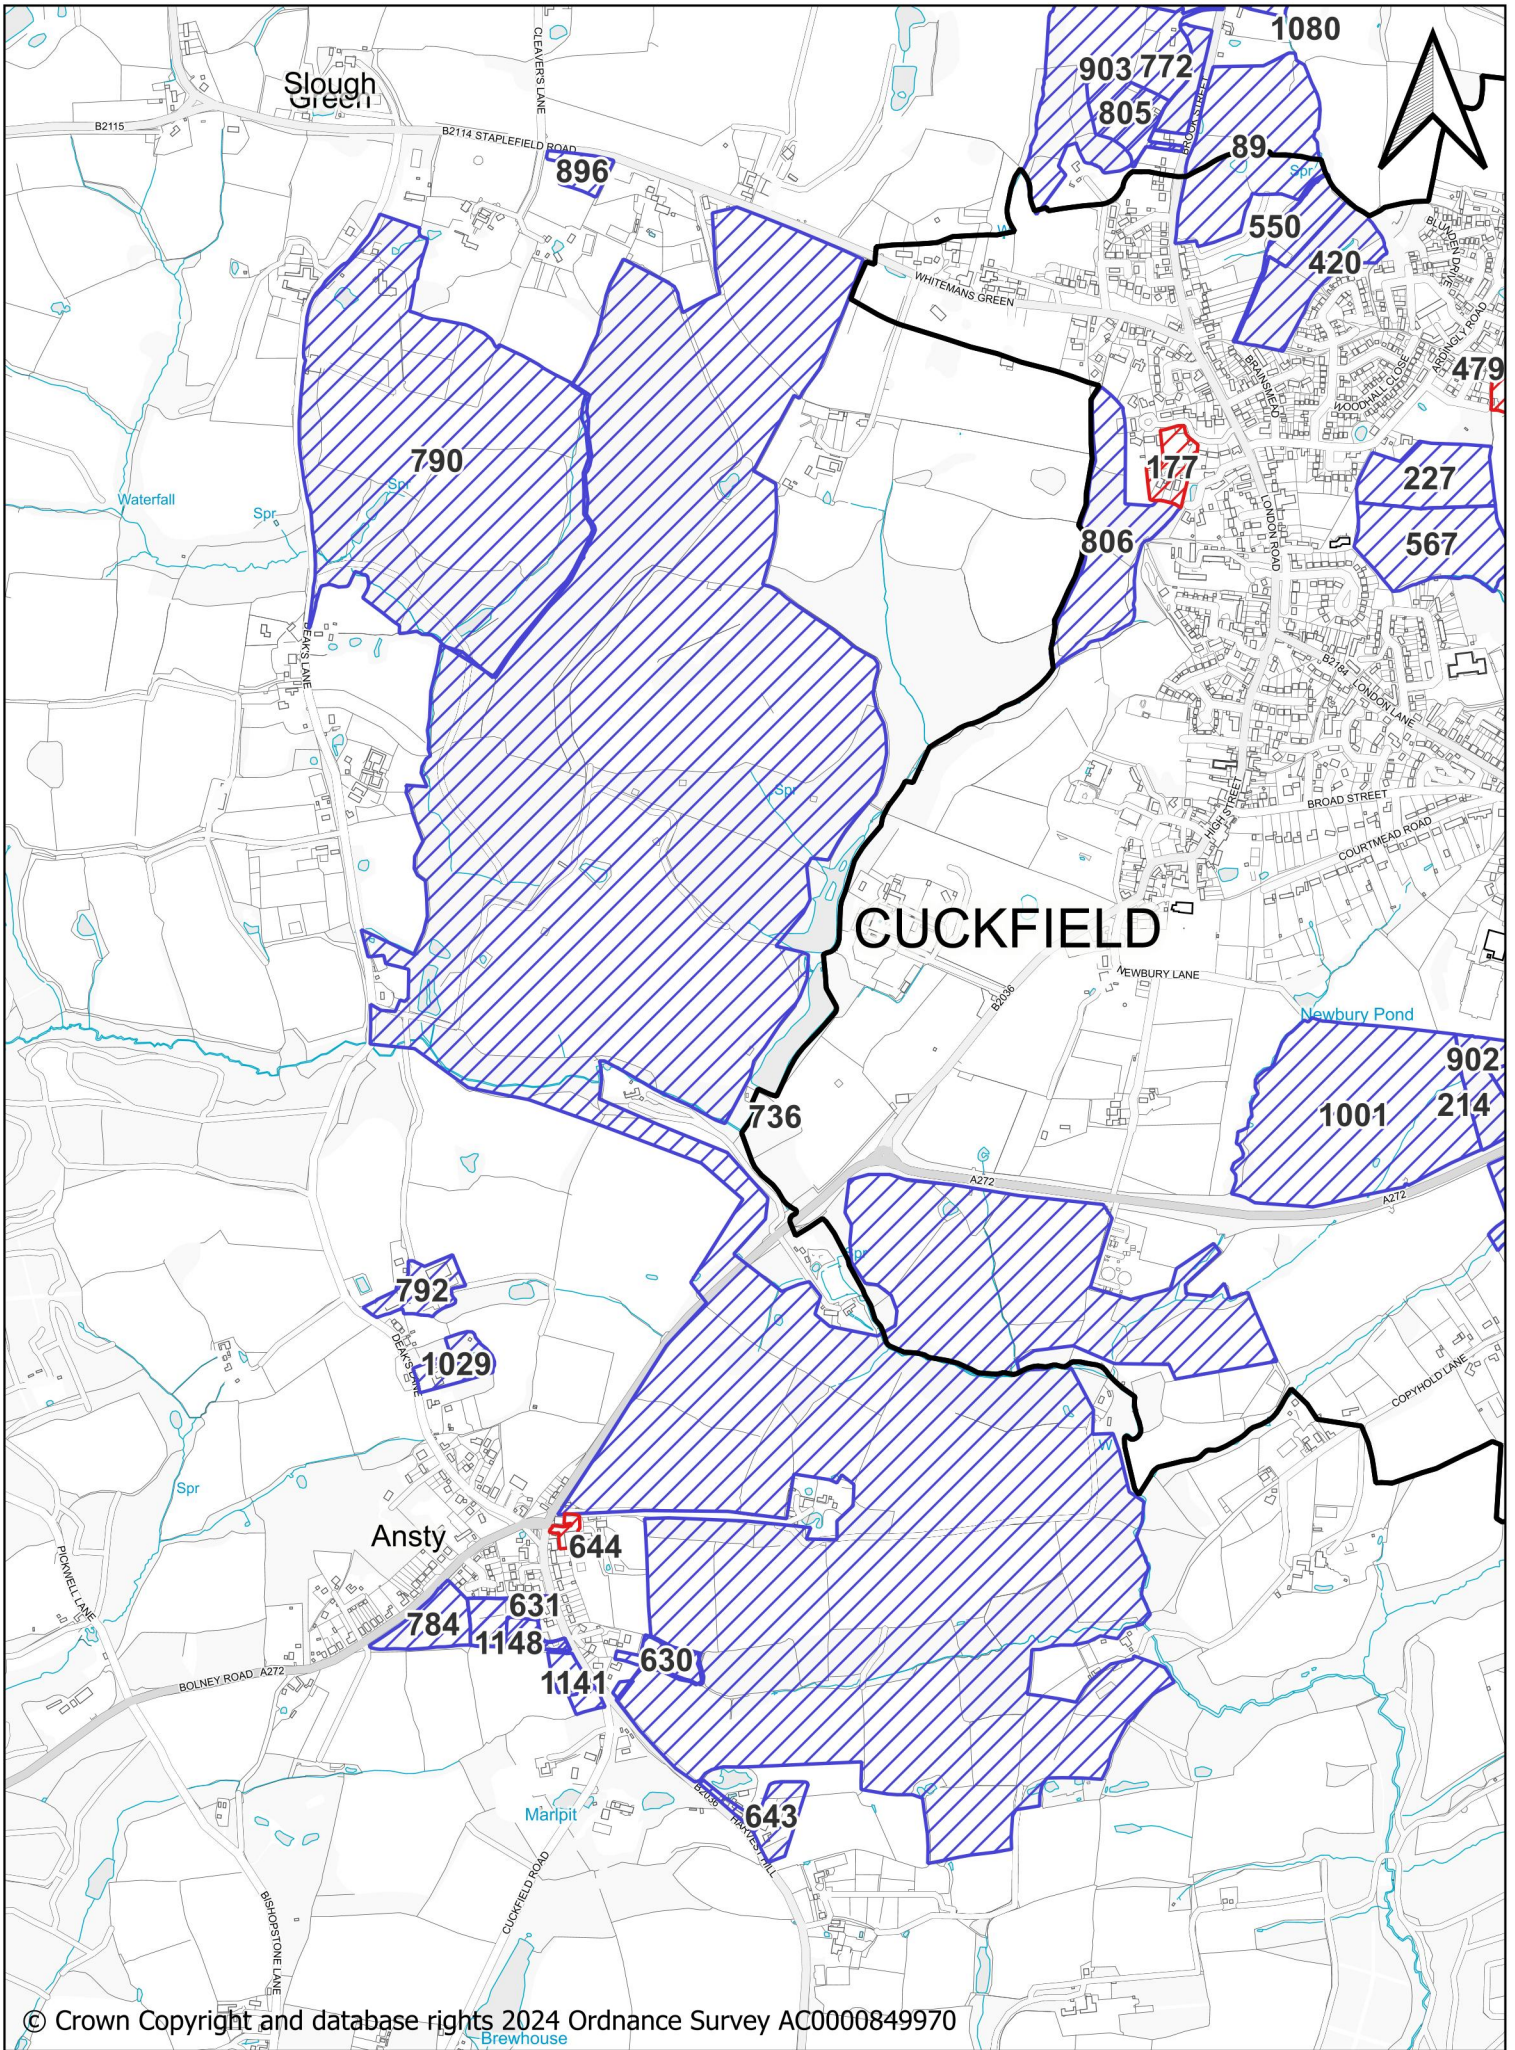 1080
Slough
Green
CLEAVER'S LANE
903
772
805
B2115
B2114 STAPLEFIELD ROAD
BROOK STREET
896
89
Spr
550
420
BLUNDEN DRIVE
W
WHITEMANS GREEN
ARDINGLY ROAD
BRAINSMEAD
WOODHALL CLOSE
479
790
177
227
Spr
Waterfall
Spr
LONDON ROAD
806
567
DEAK'S LANE
B2184
LONDON LANE
Spr
HIGH STREET
BROAD STREET
COURTMEAD ROAD
CUCKFIELD
NEWBURY LANE
B2036
Newbury Pond
902
1001
214
736
A272
A272
Spr
792
DEAK'S LANE
1029
COPYHOLD LANE
W
Spr
Ansty
644
PICKWELL LANE
631
784
1148
630
1141
BOLNEY ROAD A272
B2036
HARVEST HILL
643
Marlpit
CUCKFIELD ROAD
BISHOPSTONE LANE
© Crown Copyright and database rights 2024 Ordnance Survey AC0000849970
Brewhouse